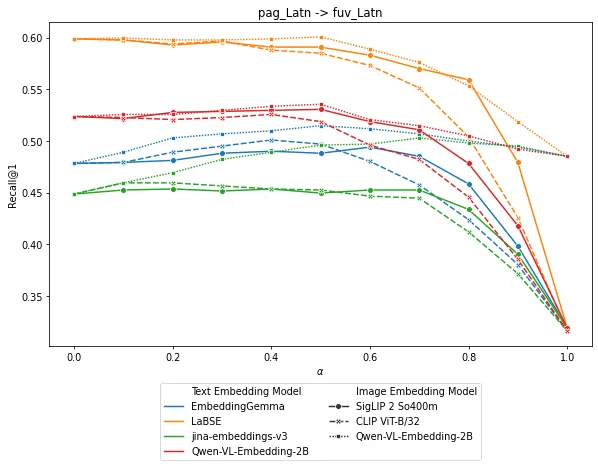 pag_Latn -> fuv_Latn
Recall@1
0.60
0.55
0.50
0.45
0.40
0.35
0.0
0.2
0.4
0.6
0.8
1.0
α
Text Embedding Model
EmbeddingGemma
LaBSE
jina-embeddings-v3
Qwen-VL-Embedding-2B
Image Embedding Model
SigLIP 2 So400m
CLIP ViT-B/32
Qwen-VL-Embedding-2B